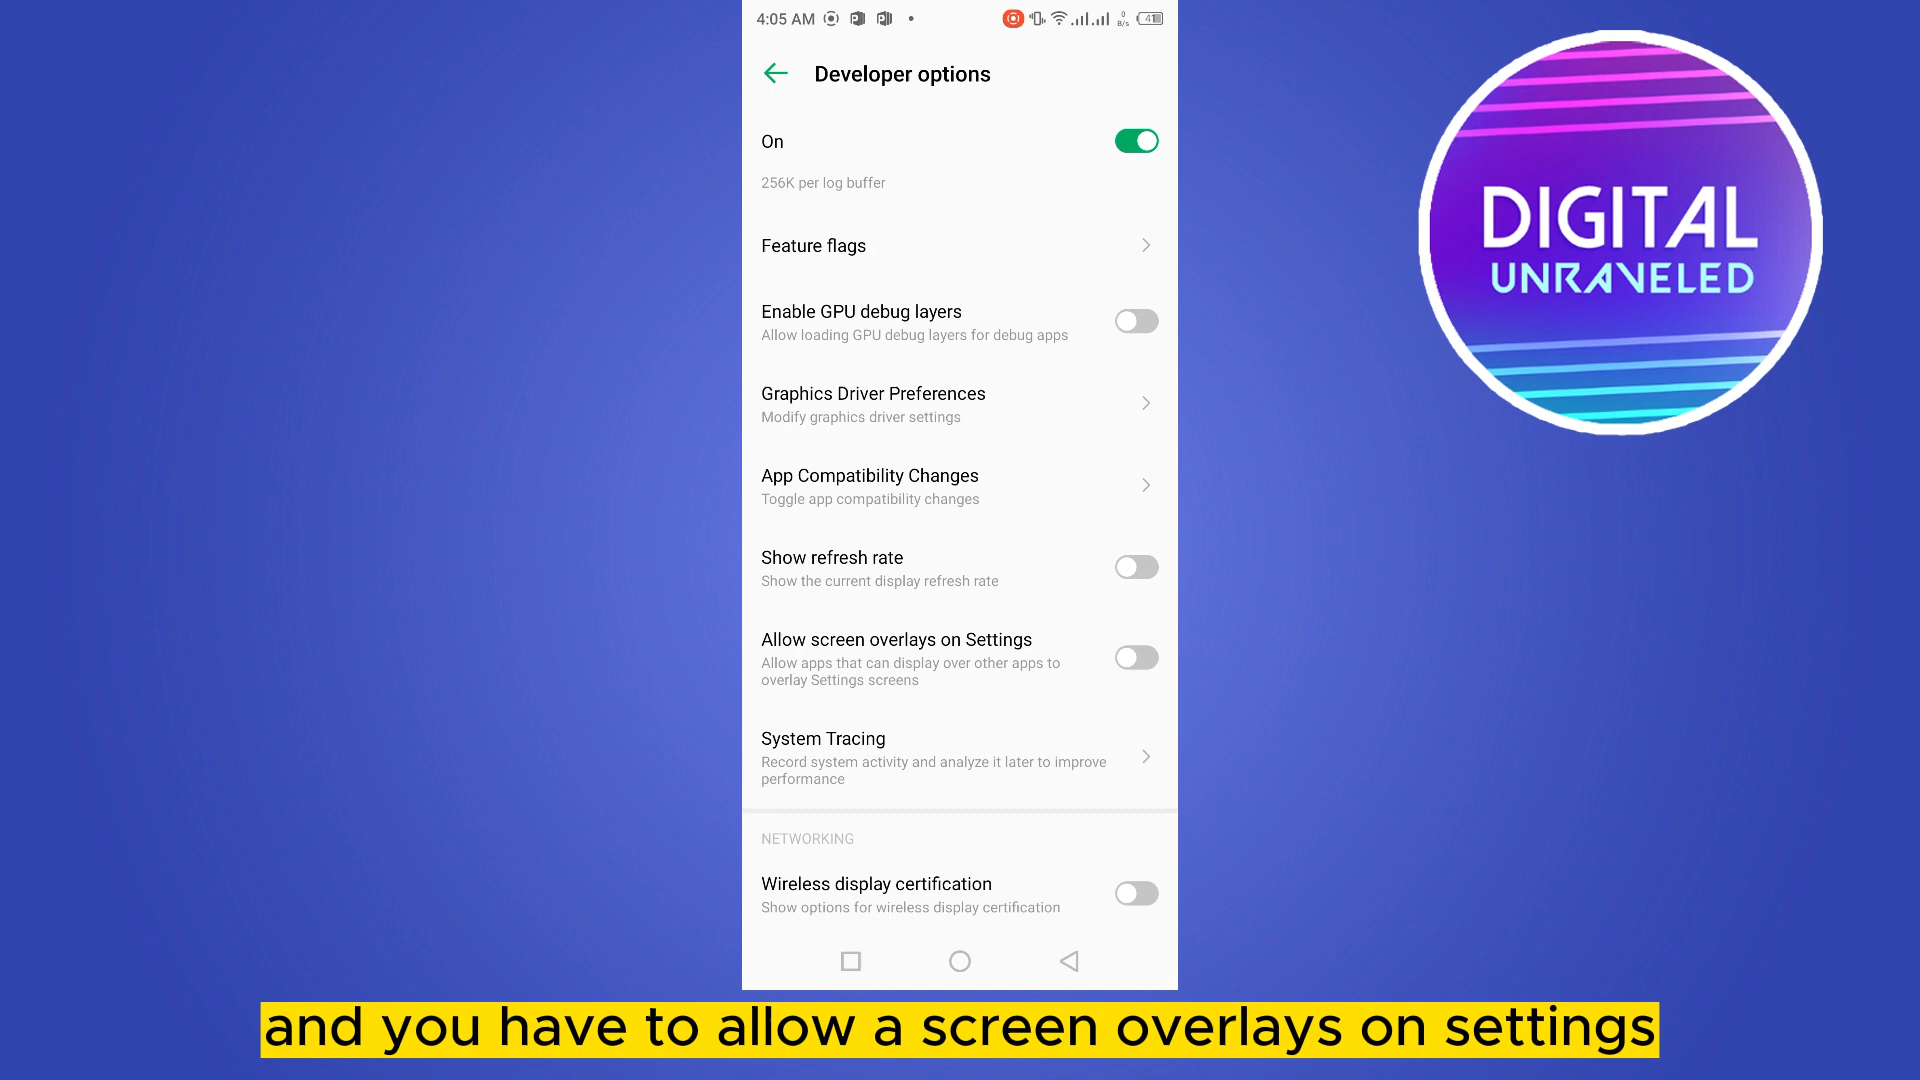 4:05 AM
0
B/s
41
Developer options
On
256K per log buffer
Feature flags
Enable GPU debug layers
Allow loading GPU debug layers for debug apps
Graphics Driver Preferences
Modify graphics driver settings
App Compatibility Changes
Toggle app compatibility changes
Show refresh rate
Show the current display refresh rate
Allow screen overlays on Settings
Allow apps that can display over other apps to
overlay Settings screens
System Tracing
Record system activity and analyze it later to improve
performance
NETWORKING
Wireless display certification
Show options for wireless display certification
DIGITAL
UNRAVELED
and you have to allow a screen overlays on settings